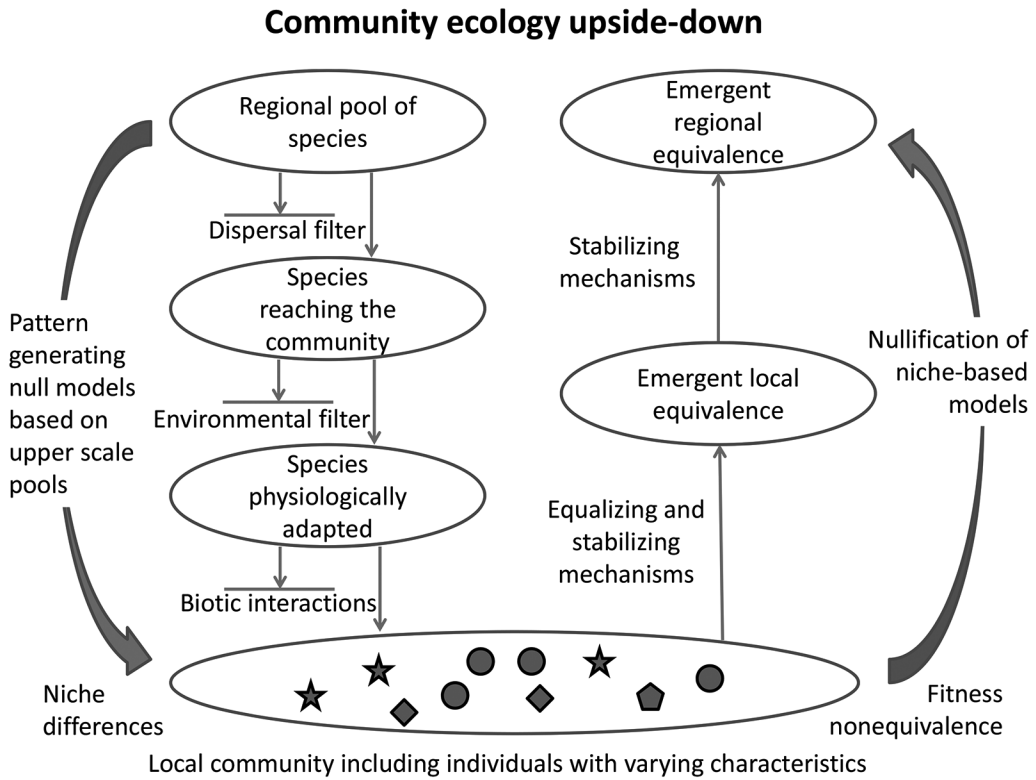 Community ecology upside-down
Regional pool of
species
Dispersal filter
Species
reaching the
community
Environmental filter
Species
physiologically
adapted
Biotic interactions
Pattern
generating
null models
based on
upper scale
pools
Niche
differences
Emergent
regional
equivalence
Stabilizing
mechanisms
Emergent local
equivalence
Equalizing and
stabilizing
mechanisms
Nullification of
niche-based
models
Fitness
nonequivalence
Local community including individuals with varying characteristics